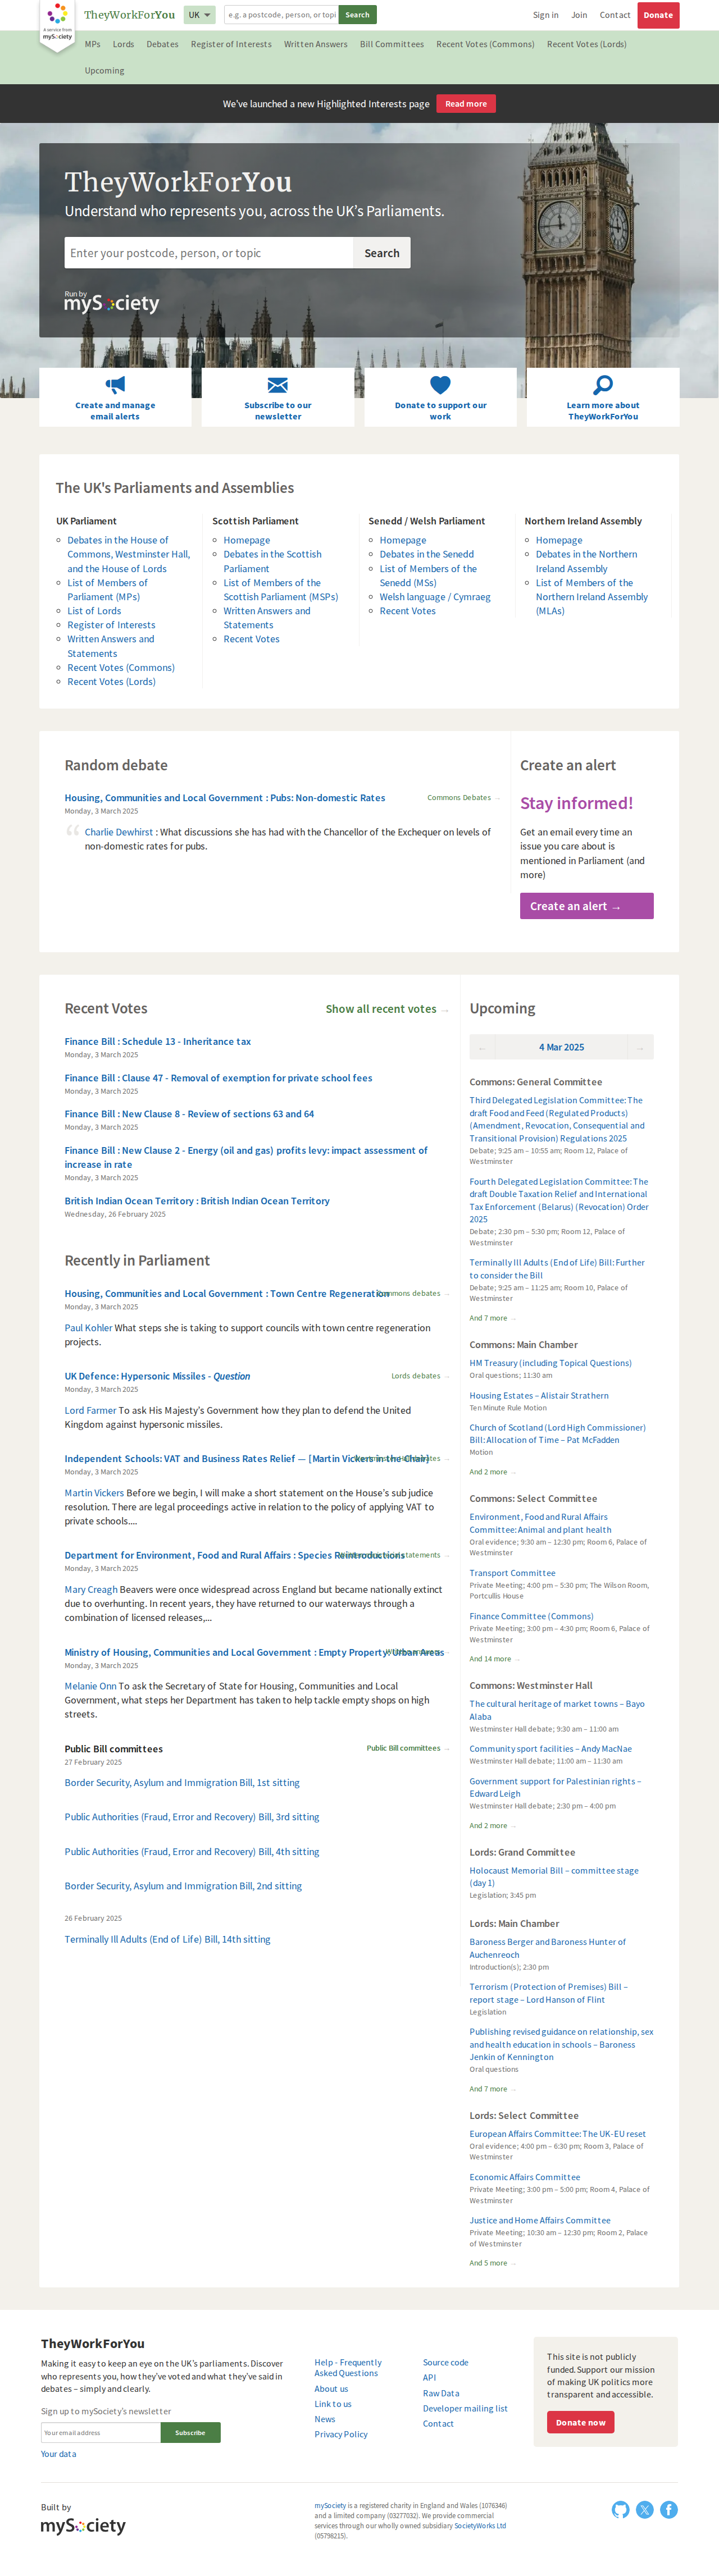 A service from
mySociety
TheyWorkForYou
UK
e.g. a postcode, person, or topi
Search
Sign in
Join
Contact
Donate
MPs
Lords
Debates
Register of Interests
Written Answers
Bill Committees
Recent Votes (Commons)
Recent Votes (Lords)
Upcoming
We've launched a new Highlighted Interests page
Read more
TheyWorkForYou
Understand who represents you, across the UK's Parliaments.
Enter your postcode, person, or topic
Search
Run by
mySociety
Create and manage
email alerts
Subscribe to our
newsletter
Donate to support our
work
Learn more about
TheyWorkForYou
The UK's Parliaments and Assemblies
UK Parliament
Debates in the House of
Commons, Westminster Hall,
and the House of Lords
List of Members of
Parliament (MPs)
List of Lords
Register of Interests
Written Answers and
Statements
Recent Votes (Commons)
Recent Votes (Lords)
Scottish Parliament
Homepage
Debates in the Scottish
Parliament
List of Members of the
Scottish Parliament (MSPs)
Written Answers and
Statements
Recent Votes
Senedd / Welsh Parliament
Homepage
Debates in the Senedd
List of Members of the
Senedd (MSs)
Welsh language / Cymraeg
Recent Votes
Northern Ireland Assembly
Homepage
Debates in the Northern
Ireland Assembly
List of Members of the
Northern Ireland Assembly
(MLAs)
Random debate
Housing, Communities and Local Government : Pubs: Non-domestic Rates
Commons Debates →
Monday, 3 March 2025
Charlie Dewhirst : What discussions she has had with the Chancellor of the Exchequer on levels of
non-domestic rates for pubs.
Create an alert
Stay informed!
Get an email every time an
issue you care about is
mentioned in Parliament (and
more)
Create an alert →
Recent Votes
Show all recent votes →
Finance Bill : Schedule 13 - Inheritance tax
Monday, 3 March 2025
Finance Bill : Clause 47 - Removal of exemption for private school fees
Monday, 3 March 2025
Finance Bill : New Clause 8 - Review of sections 63 and 64
Monday, 3 March 2025
Finance Bill : New Clause 2 - Energy (oil and gas) profits levy: impact assessment of
increase in rate
Monday, 3 March 2025
British Indian Ocean Territory : British Indian Ocean Territory
Wednesday, 26 February 2025
Recently in Parliament
Housing, Communities and Local Government : Town Centre Regeneration
Commons debates →
Monday, 3 March 2025
Paul Kohler What steps she is taking to support councils with town centre regeneration
projects.
UK Defence: Hypersonic Missiles - Question
Lords debates →
Monday, 3 March 2025
Lord Farmer To ask His Majesty's Government how they plan to defend the United
Kingdom against hypersonic missiles.
Independent Schools: VAT and Business Rates Relief — [Martin Vickers in the Chair]
Monday, 3 March 2025
Martin Vickers Before we begin, I will make a short statement on the House's sub judice
resolution. There are legal proceedings active in relation to the policy of applying VAT to
private schools....
Department for Environment, Food and Rural Affairs : Species Reintroductions
Monday, 3 March 2025
Mary Creagh Beavers were once widespread across England but became nationally extinct
due to overhunting. In recent years, they have returned to our waterways through a
combination of licensed releases,...
Ministry of Housing, Communities and Local Government : Empty Property: Urban Areas
Monday, 3 March 2025
Melanie Onn To ask the Secretary of State for Housing, Communities and Local
Government, what steps her Department has taken to help tackle empty shops on high
streets.
Public Bill committees
Public Bill committees →
27 February 2025
Border Security, Asylum and Immigration Bill, 1st sitting
Public Authorities (Fraud, Error and Recovery) Bill, 3rd sitting
Public Authorities (Fraud, Error and Recovery) Bill, 4th sitting
Border Security, Asylum and Immigration Bill, 2nd sitting
26 February 2025
Terminally Ill Adults (End of Life) Bill, 14th sitting
Upcoming
← 4 Mar 2025 →
Commons: General Committee
Third Delegated Legislation Committee: The
draft Food and Feed (Regulated Products)
(Amendment, Revocation, Consequential and
Transitional Provision) Regulations 2025
Debate; 9:25 am – 10:55 am; Room 12, Palace of
Westminster
Fourth Delegated Legislation Committee: The
draft Double Taxation Relief and International
Tax Enforcement (Belarus) (Revocation) Order
2025
Debate; 2:30 pm – 5:30 pm; Room 12, Palace of
Westminster
Terminally Ill Adults (End of Life) Bill: Further
to consider the Bill
Debate; 9:25 am – 11:25 am; Room 10, Palace of
Westminster
And 7 more →
Commons: Main Chamber
HM Treasury (including Topical Questions)
Oral questions; 11:30 am
Housing Estates – Alistair Strathern
Ten Minute Rule Motion
Church of Scotland (Lord High Commissioner)
Bill: Allocation of Time – Pat McFadden
Motion
And 2 more →
Commons: Select Committee
Environment, Food and Rural Affairs
Committee: Animal and plant health
Oral evidence; 9:30 am – 12:30 pm; Room 6, Palace of
Westminster
Transport Committee
Private Meeting; 4:00 pm – 5:30 pm; The Wilson Room,
Portcullis House
Finance Committee (Commons)
Private Meeting; 3:00 pm – 4:30 pm; Room 6, Palace of
Westminster
And 14 more →
Commons: Westminster Hall
The cultural heritage of market towns – Bayo
Alaba
Westminster Hall debate; 9:30 am – 11:00 am
Community sport facilities – Andy MacNae
Westminster Hall debate; 11:00 am – 11:30 am
Government support for Palestinian rights –
Edward Leigh
Westminster Hall debate; 2:30 pm – 4:00 pm
And 2 more →
Lords: Grand Committee
Holocaust Memorial Bill – committee stage
(day 1)
Legislation; 3:45 pm
Lords: Main Chamber
Baroness Berger and Baroness Hunter of
Auchenreoch
Introduction(s); 2:30 pm
Terrorism (Protection of Premises) Bill –
report stage – Lord Hanson of Flint
Legislation
Publishing revised guidance on relationship, sex
and health education in schools – Baroness
Jenkin of Kennington
Oral questions
And 7 more →
Lords: Select Committee
European Affairs Committee: The UK-EU reset
Oral evidence; 4:00 pm – 6:30 pm; Room 3, Palace of
Westminster
Economic Affairs Committee
Private Meeting; 3:00 pm – 5:00 pm; Room 4, Palace of
Westminster
Justice and Home Affairs Committee
Private Meeting; 10:30 am – 12:30 pm; Room 2, Palace
of Westminster
And 5 more →
TheyWorkForYou
Making it easy to keep an eye on the UK's parliaments. Discover
who represents you, how they've voted and what they've said in
debates – simply and clearly.
Sign up to mySociety's newsletter
Your email address
Subscribe
Your data
Help - Frequently
Asked Questions
About us
Link to us
News
Privacy Policy
Source code
API
Raw Data
Developer mailing list
Contact
This site is not publicly
funded. Support our mission
of making UK politics more
transparent and accessible.
Donate now
Built by
mySociety
mySociety is a registered charity in England and Wales (1076346)
and a limited company (03277032). We provide commercial
services through our wholly owned subsidiary SocietyWorks Ltd
(05798215).